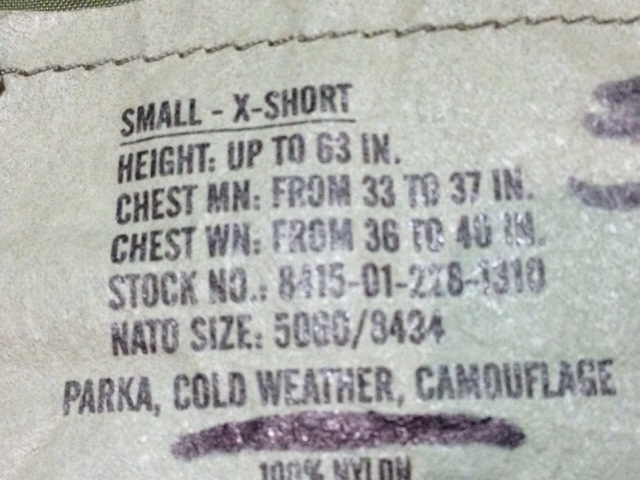 SMALL - X-SHORT
HEIGHT: UP TO 63 IN.
CHEST MN: FROM 33 TO 37 IN.
CHEST WN: FROM 36 TO 40 IN.
STOCK NO.: 8415-01-228-1310
NATO SIZE: 5060/8434
PARKA, COLD WEATHER, CAMOUFLAGE
100% NYLON